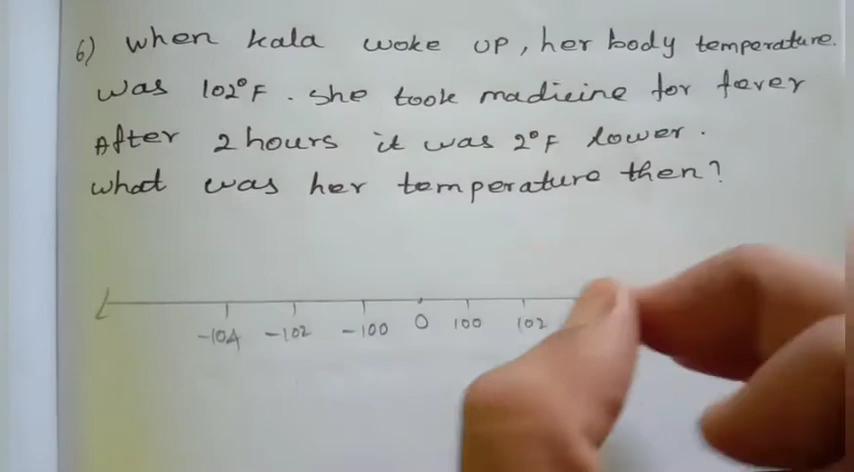 6) when kala woke up, her body temperature.
was 102°F. she took madicine for fever
After 2 hours it was 2°F lower.
what was her temperature then?
-104 -102 -100 0 100 102